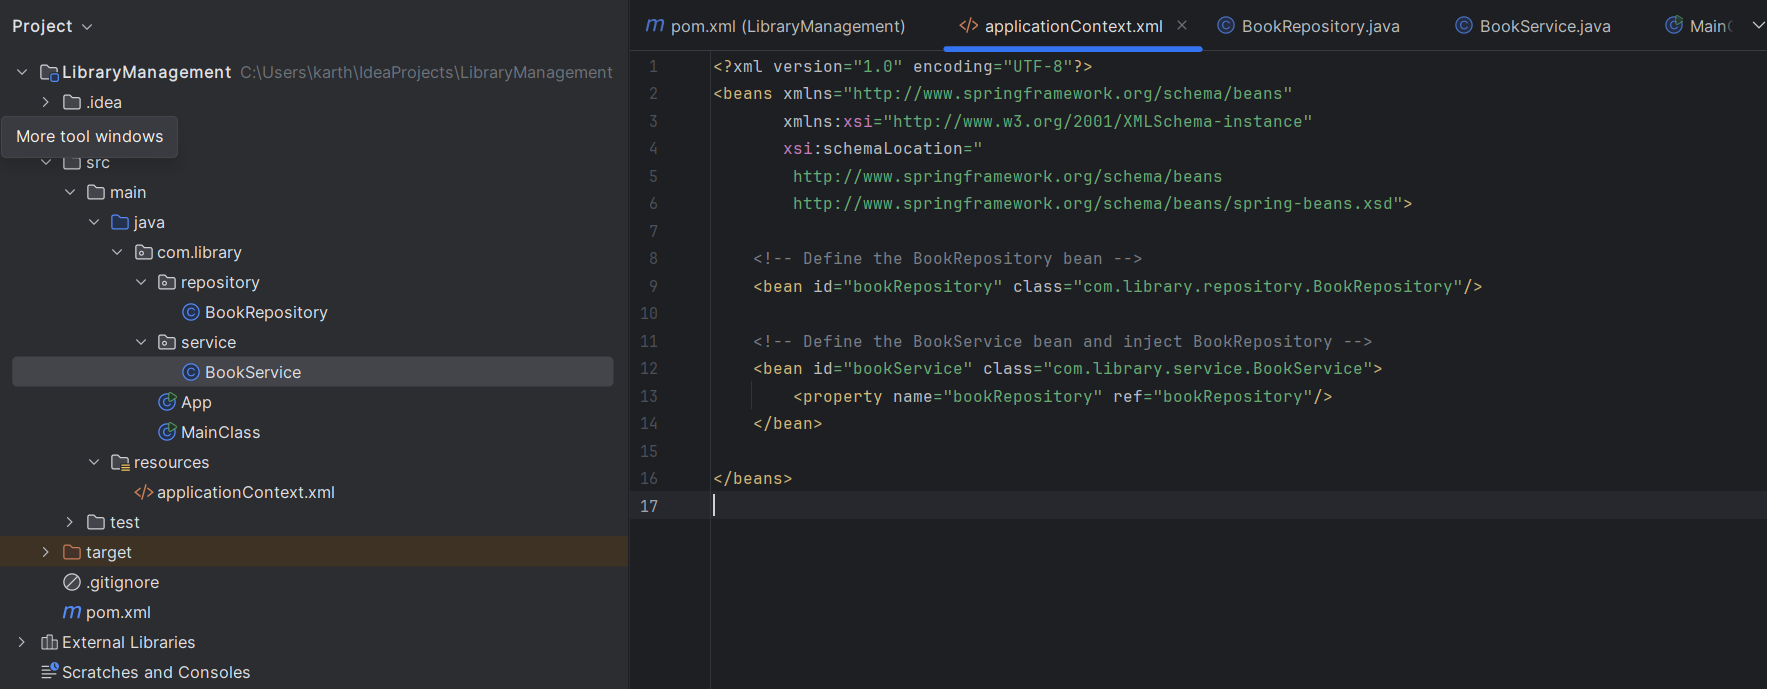 Project
LibraryManagement C:\Users\karth\IdeaProjects\LibraryManagement
.idea
More tool windows
src
main
java
com.library
repository
BookRepository
service
BookService
App
MainClass
resources
applicationContext.xml
test
target
.gitignore
pom.xml
External Libraries
Scratches and Consoles
pom.xml (LibraryManagement)
applicationContext.xml
BookRepository.java
BookService.java
Main
1 <?xml version="1.0" encoding="UTF-8"?>
2 <beans xmlns="http://www.springframework.org/schema/beans"
3 xmlns:xsi="http://www.w3.org/2001/XMLSchema-instance"
4 xsi:schemaLocation="
5 http://www.springframework.org/schema/beans
6 http://www.springframework.org/schema/beans/spring-beans.xsd">
7
8 <!-- Define the BookRepository bean -->
9 <bean id="bookRepository" class="com.library.repository.BookRepository"/>
10
11 <!-- Define the BookService bean and inject BookRepository -->
12 <bean id="bookService" class="com.library.service.BookService">
13 <property name="bookRepository" ref="bookRepository"/>
14 </bean>
15
16 </beans>
17